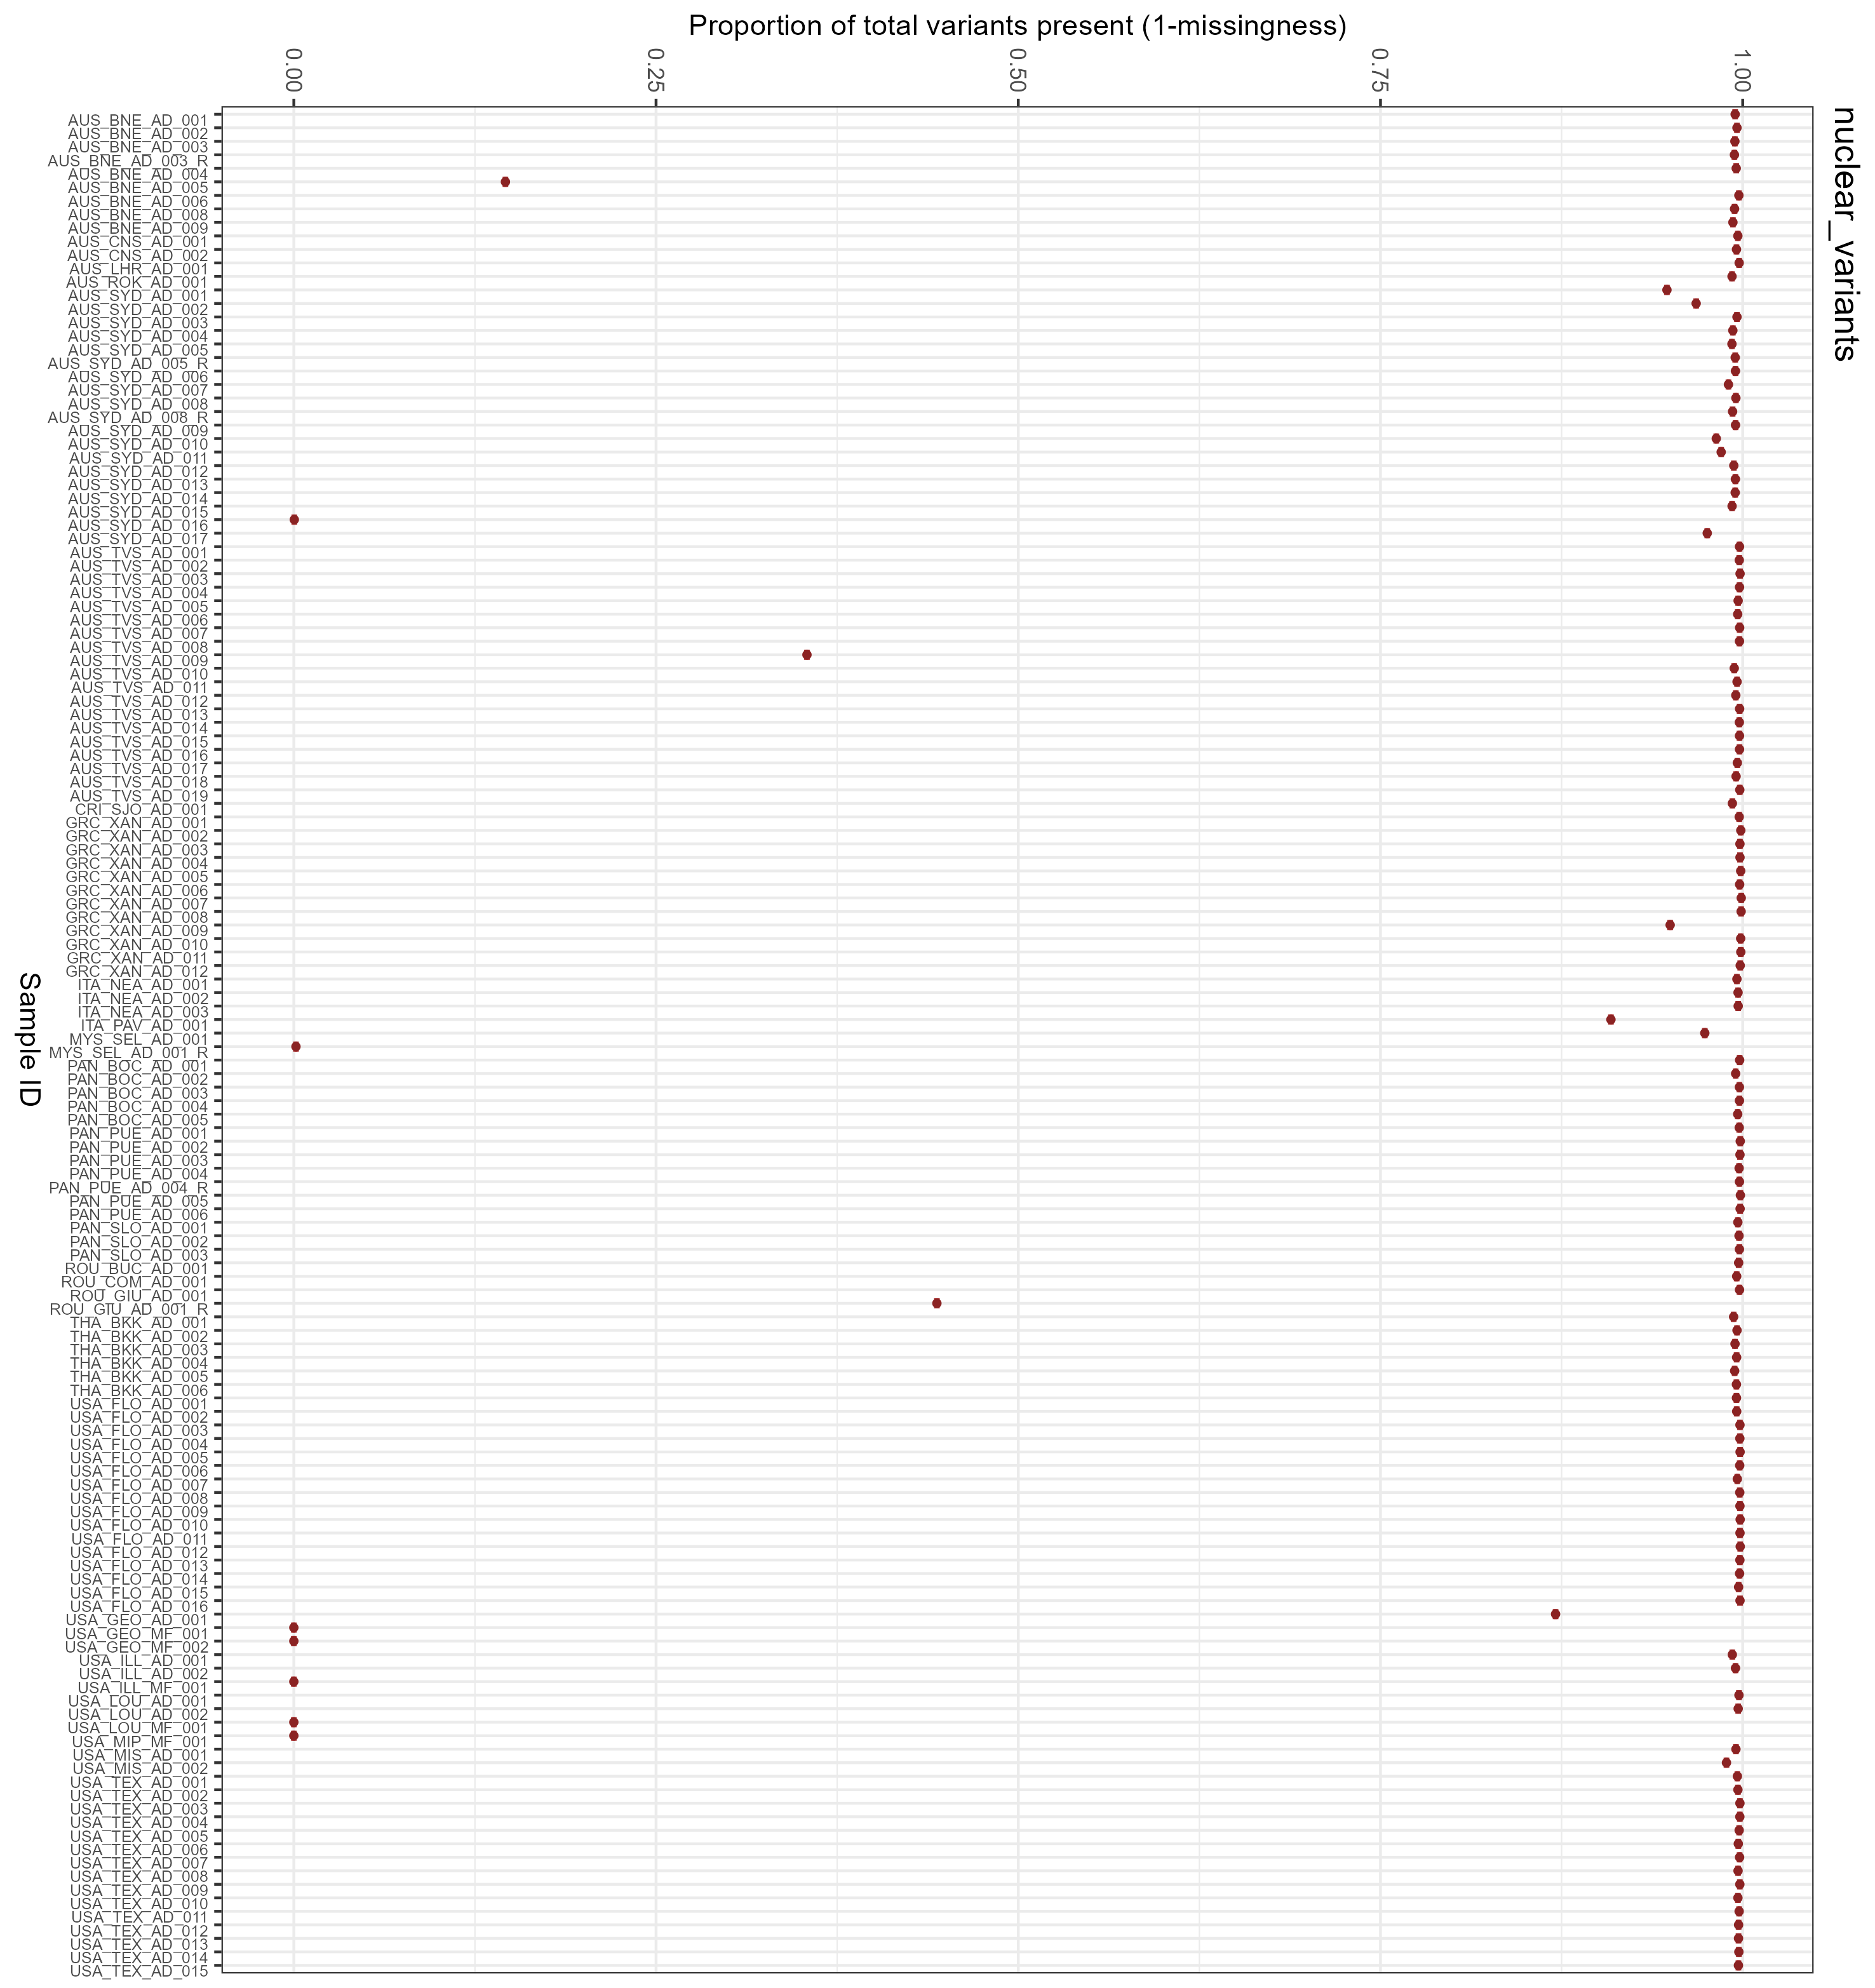 Proportion of total variants present (1-missingness)
0.00
0.25
0.50
0.75
1.00
nuclear_variants
AUS_BNE_AD_001
AUS_BNE_AD_002
AUS_BNE_AD_003
AUS_BNE_AD_003_R
AUS_BNE_AD_004
AUS_BNE_AD_005
AUS_BNE_AD_006
AUS_BNE_AD_008
AUS_BNE_AD_009
AUS_CNS_AD_001
AUS_CNS_AD_002
AUS_LHR_AD_001
AUS_ROK_AD_001
AUS_SYD_AD_001
AUS_SYD_AD_002
AUS_SYD_AD_003
AUS_SYD_AD_004
AUS_SYD_AD_005
AUS_SYD_AD_005_R
AUS_SYD_AD_006
AUS_SYD_AD_007
AUS_SYD_AD_008
AUS_SYD_AD_008_R
AUS_SYD_AD_009
AUS_SYD_AD_010
AUS_SYD_AD_011
AUS_SYD_AD_012
AUS_SYD_AD_013
AUS_SYD_AD_014
AUS_SYD_AD_015
AUS_SYD_AD_016
AUS_SYD_AD_017
AUS_TVS_AD_001
AUS_TVS_AD_002
AUS_TVS_AD_003
AUS_TVS_AD_004
AUS_TVS_AD_005
AUS_TVS_AD_006
AUS_TVS_AD_007
AUS_TVS_AD_008
AUS_TVS_AD_009
AUS_TVS_AD_010
AUS_TVS_AD_011
AUS_TVS_AD_012
AUS_TVS_AD_013
AUS_TVS_AD_014
AUS_TVS_AD_015
AUS_TVS_AD_016
AUS_TVS_AD_017
AUS_TVS_AD_018
AUS_TVS_AD_019
CRI_SJO_AD_001
GRC_XAN_AD_001
GRC_XAN_AD_002
GRC_XAN_AD_003
GRC_XAN_AD_004
GRC_XAN_AD_005
GRC_XAN_AD_006
GRC_XAN_AD_007
GRC_XAN_AD_008
GRC_XAN_AD_009
GRC_XAN_AD_010
GRC_XAN_AD_011
GRC_XAN_AD_012
ITA_NEA_AD_001
ITA_NEA_AD_002
ITA_NEA_AD_003
ITA_PAV_AD_001
MYS_SEL_AD_001
MYS_SEL_AD_001_R
PAN_BOC_AD_001
PAN_BOC_AD_002
PAN_BOC_AD_003
PAN_BOC_AD_004
PAN_BOC_AD_005
PAN_PUE_AD_001
PAN_PUE_AD_002
PAN_PUE_AD_003
PAN_PUE_AD_004
PAN_PUE_AD_004_R
PAN_PUE_AD_005
PAN_PUE_AD_006
PAN_SLO_AD_001
PAN_SLO_AD_002
PAN_SLO_AD_003
ROU_BUC_AD_001
ROU_COM_AD_001
ROU_GIU_AD_001
ROU_GIU_AD_001_R
THA_BKK_AD_001
THA_BKK_AD_002
THA_BKK_AD_003
THA_BKK_AD_004
THA_BKK_AD_005
THA_BKK_AD_006
USA_FLO_AD_001
USA_FLO_AD_002
USA_FLO_AD_003
USA_FLO_AD_004
USA_FLO_AD_005
USA_FLO_AD_006
USA_FLO_AD_007
USA_FLO_AD_008
USA_FLO_AD_009
USA_FLO_AD_010
USA_FLO_AD_011
USA_FLO_AD_012
USA_FLO_AD_013
USA_FLO_AD_014
USA_FLO_AD_015
USA_FLO_AD_016
USA_GEO_AD_001
USA_GEO_MF_001
USA_GEO_MF_002
USA_ILL_AD_001
USA_ILL_AD_002
USA_ILL_MF_001
USA_LOU_AD_001
USA_LOU_AD_002
USA_LOU_MF_001
USA_MIP_MF_001
USA_MIS_AD_001
USA_MIS_AD_002
USA_TEX_AD_001
USA_TEX_AD_002
USA_TEX_AD_003
USA_TEX_AD_004
USA_TEX_AD_005
USA_TEX_AD_006
USA_TEX_AD_007
USA_TEX_AD_008
USA_TEX_AD_009
USA_TEX_AD_010
USA_TEX_AD_011
USA_TEX_AD_012
USA_TEX_AD_013
USA_TEX_AD_014
USA_TEX_AD_015
Sample ID